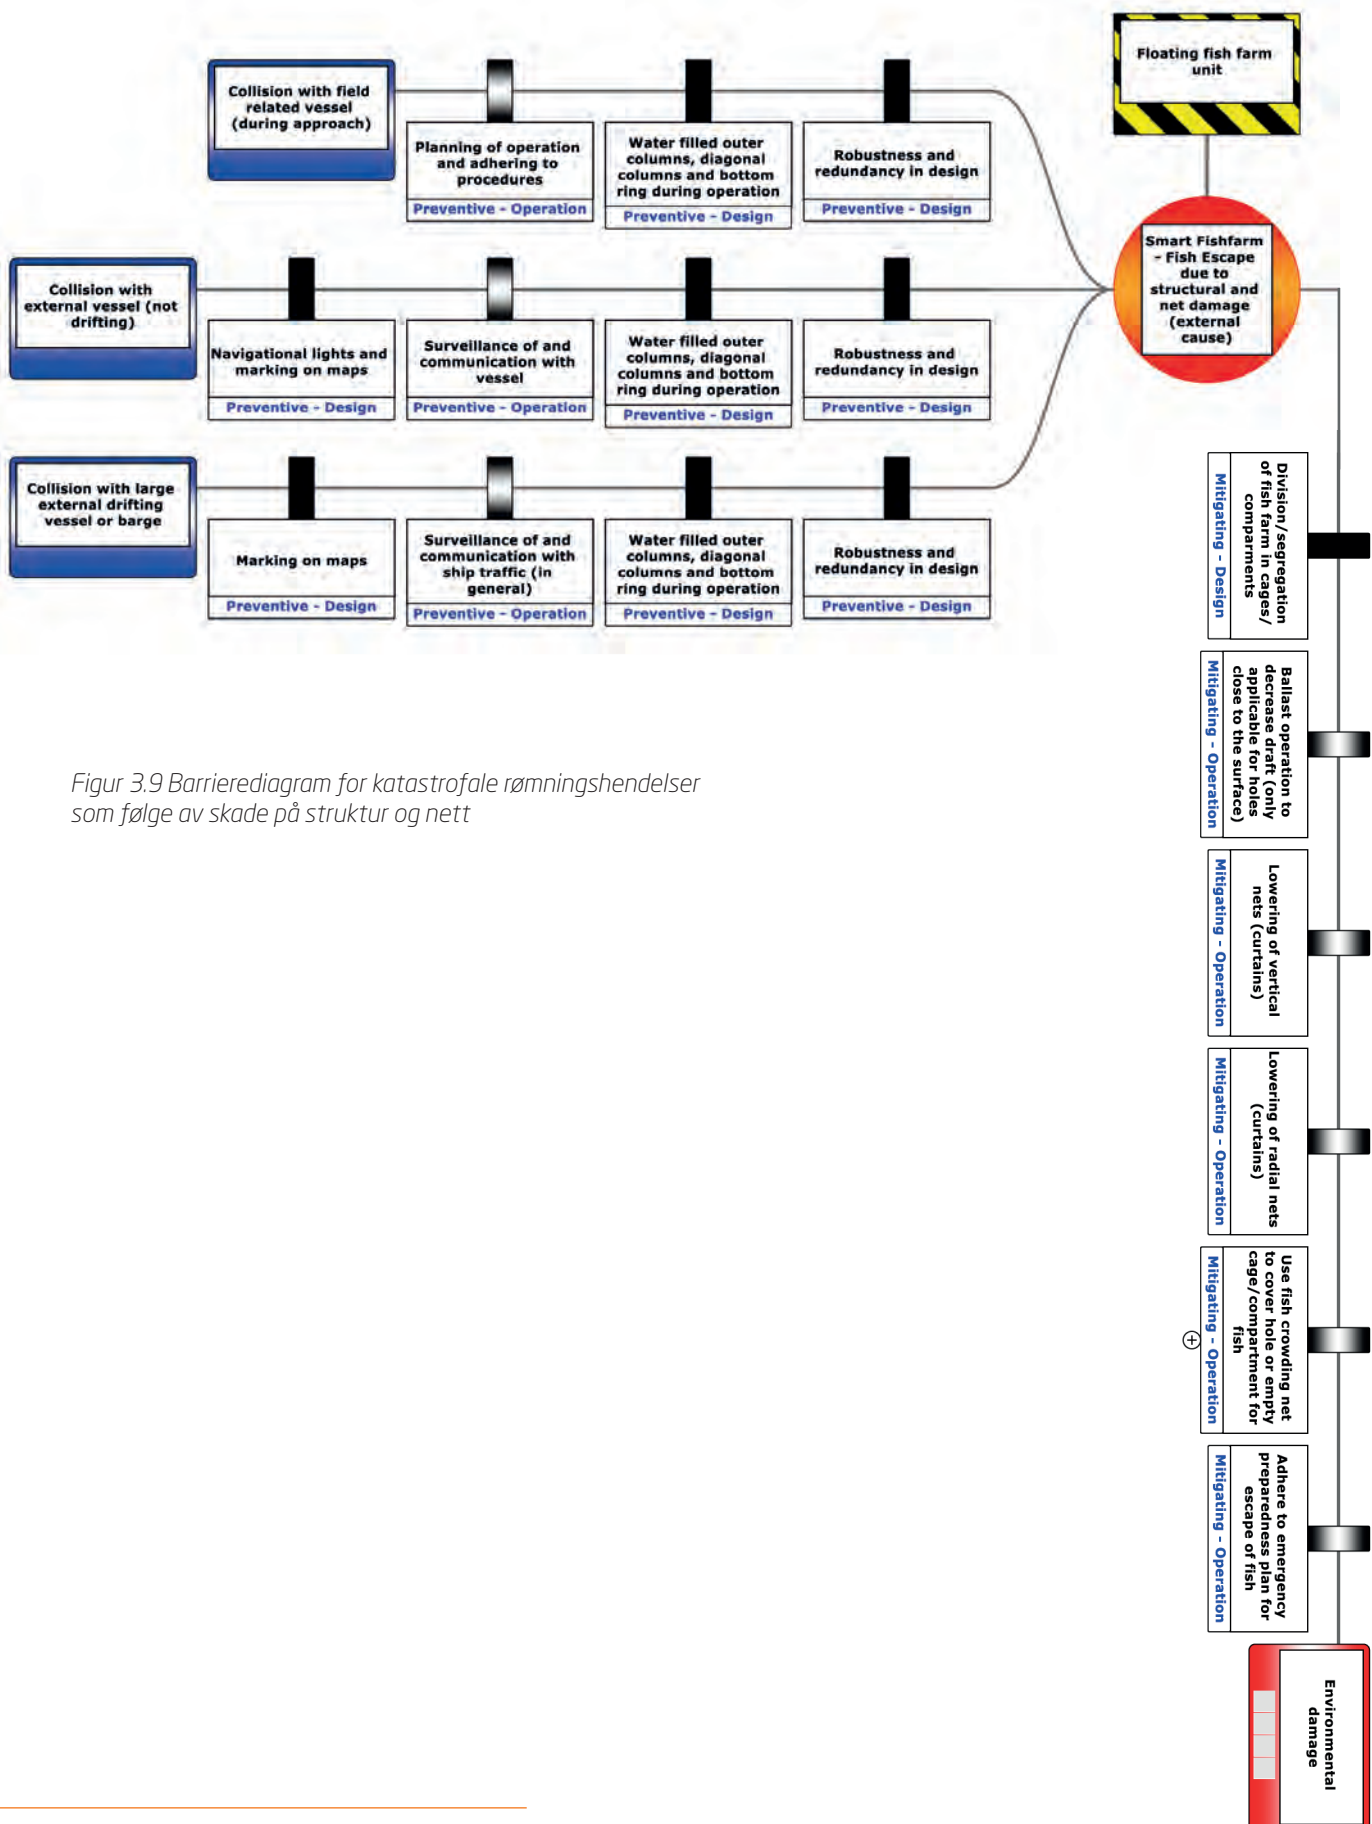 Floating fish farm
unit
Collision with field
related vessel
(during approach)
Planning of operation
and adhering to
procedures
Preventive - Operation
Water filled outer
columns, diagonal
columns and bottom
ring during operation
Preventive - Design
Robustness and
redundancy in design
Preventive - Design
Smart Fishfarm
- Fish Escape
due to
structural and
net damage
(external
cause)
Collision with
external vessel (not
drifting)
Navigational lights and
marking on maps
Preventive - Design
Surveillance of and
communication with
vessel
Preventive - Operation
Water filled outer
columns, diagonal
columns and bottom
ring during operation
Preventive - Design
Robustness and
redundancy in design
Preventive - Design
Collision with large
external drifting
vessel or barge
Marking on maps
Preventive - Design
Surveillance of and
communication with
ship traffic (in
general)
Preventive - Operation
Water filled outer
columns, diagonal
columns and bottom
ring during operation
Preventive - Design
Robustness and
redundancy in design
Preventive - Design
Division/segregation
of fish farm in cages/
comparments
Mitigating - Design
Ballast operation to
decrease draft (only
applicable for holes
close to the surface)
Mitigating - Operation
Lowering of vertical
nets (curtains)
Mitigating - Operation
Lowering of radial nets
(curtains)
Mitigating - Operation
Use fish crowding net
to cover hole or empty
cage/compartment for
fish
Mitigating - Operation
Adhere to emergency
preparedness plan for
escape of fish
Mitigating - Operation
Environmental
damage
Figur 3.9 Barrierediagram for katastrofale rømningshendelser
som følge av skade på struktur og nett